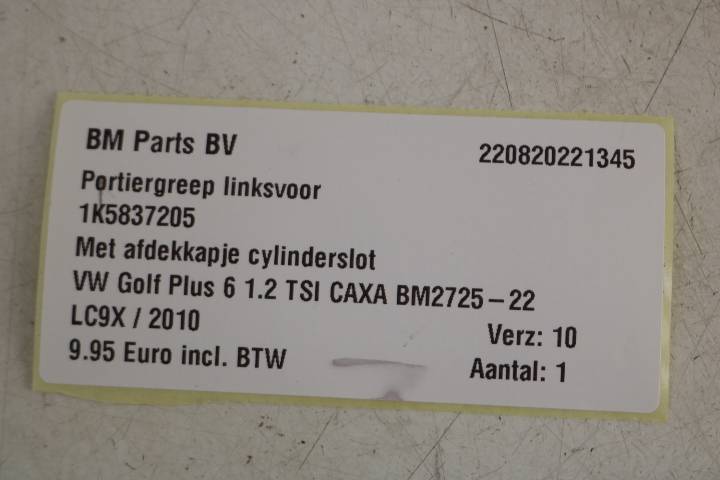 BM Parts BV 220820221345
Portiergreep linksvoor
1K5837205
Met afdekkapje cylinderslot
VW Golf Plus 6 1.2 TSI CAXA BM2725-22
LC9X / 2010 Verz: 10
9.95 Euro incl. BTW Aantal: 1